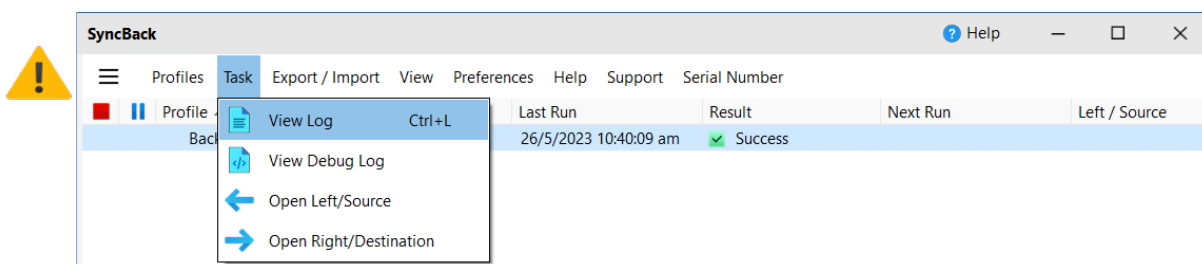 SyncBack Help
Profiles Task Export / Import View Preferences Help Support Serial Number
Profile Last Run Result Next Run Left / Source
26/5/2023 10:40:09 am Success
View Log Ctrl+L
View Debug Log
Open Left/Source
Open Right/Destination